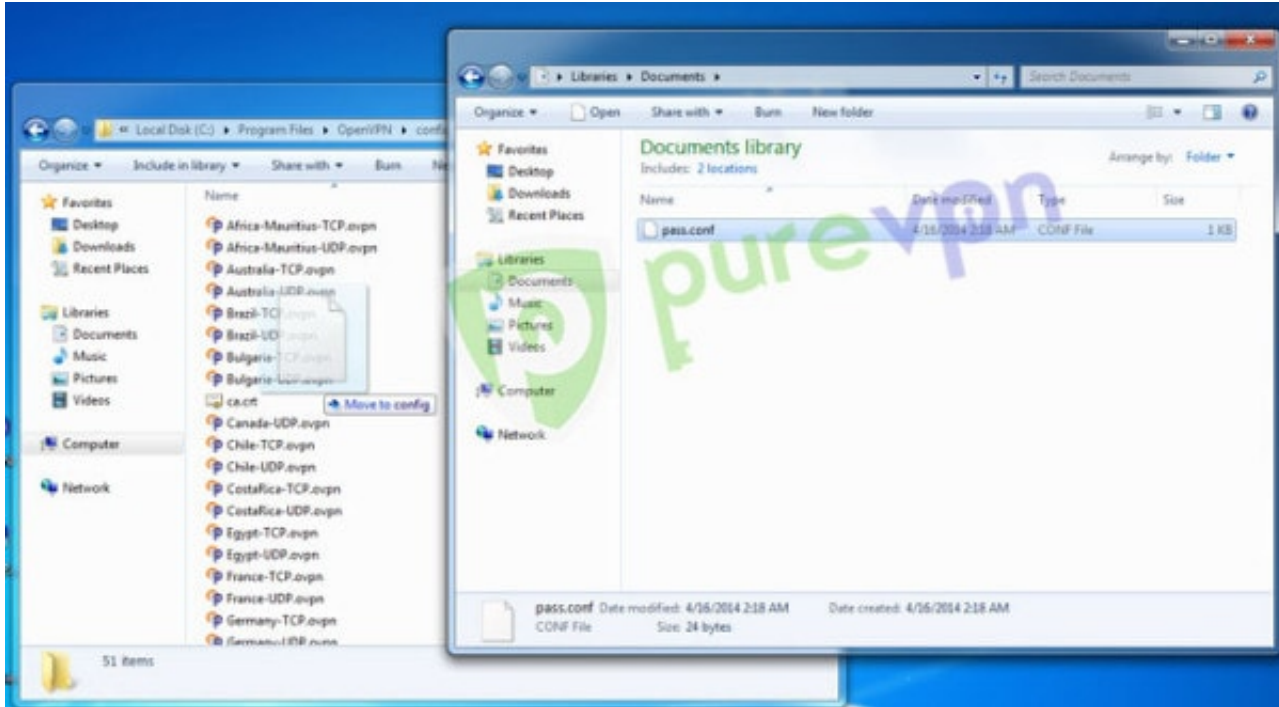 Local Disk (C:) Program Files OpenVPN
Organize Include in library Share with Burn
Favorites
Desktop
Downloads
Recent Places
Libraries
Documents
Music
Pictures
Videos
Computer
Network
Name
Africa-Mauritius-TCP.ovpn
Africa-Mauritius-UDP.ovpn
Australia-TCP.ovpn
Australia-UDP.ovpn
Brazil-TCP.ovpn
Brazil-UDP.ovpn
Bulgaria-TCP.ovpn
Bulgaria-UDP.ovpn
ca.crt
Canada-UDP.ovpn
Chile-TCP.ovpn
Chile-UDP.ovpn
CostaRica-TCP.ovpn
CostaRica-UDP.ovpn
Egypt-TCP.ovpn
Egypt-UDP.ovpn
France-TCP.ovpn
France-UDP.ovpn
Germany-TCP.ovpn
Germany-UDP.ovpn
Move to config
51 items
Libraries Documents
Search Documents
Organize Open Share with Burn New folder
Favorites
Desktop
Downloads
Recent Places
Libraries
Documents
Music
Pictures
Videos
Computer
Network
Documents library
Includes: 2 locations
Arrange by: Folder
Name Date modified Type Size
pass.conf 4/16/2014 2:18 AM CONF File 1 KB
purevpn
pass.conf Date modified: 4/16/2014 2:18 AM Date created: 4/16/2014 2:18 AM
CONF File Size: 24 bytes